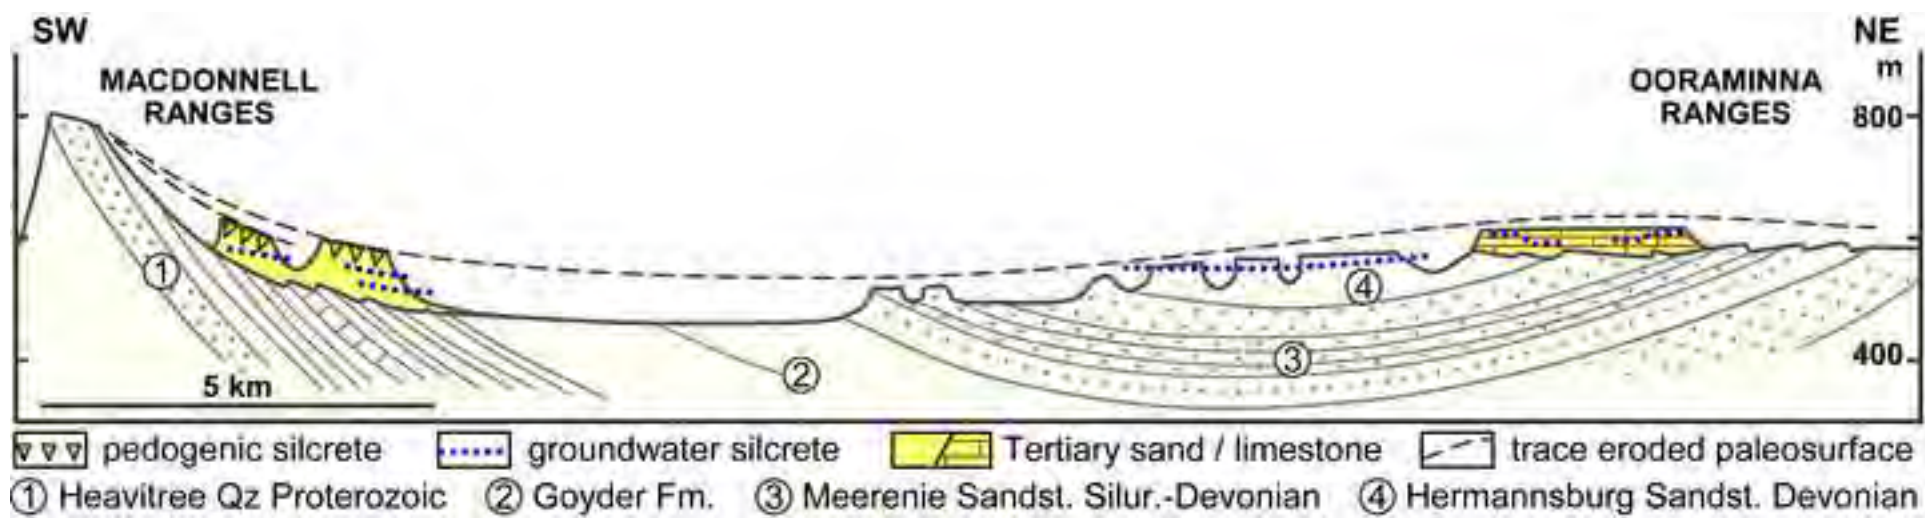 SW
NE
m
MACDONNELL
RANGES
OORAMINNA
RANGES
800
1
4
3
400
2
5 km
pedogenic silcrete
groundwater silcrete
Tertiary sand / limestone
trace eroded paleosurface
1 Heavitree Qz Proterozoic
2 Goyder Fm.
3 Meerenie Sandst. Silur.-Devonian
4 Hermannsburg Sandst. Devonian